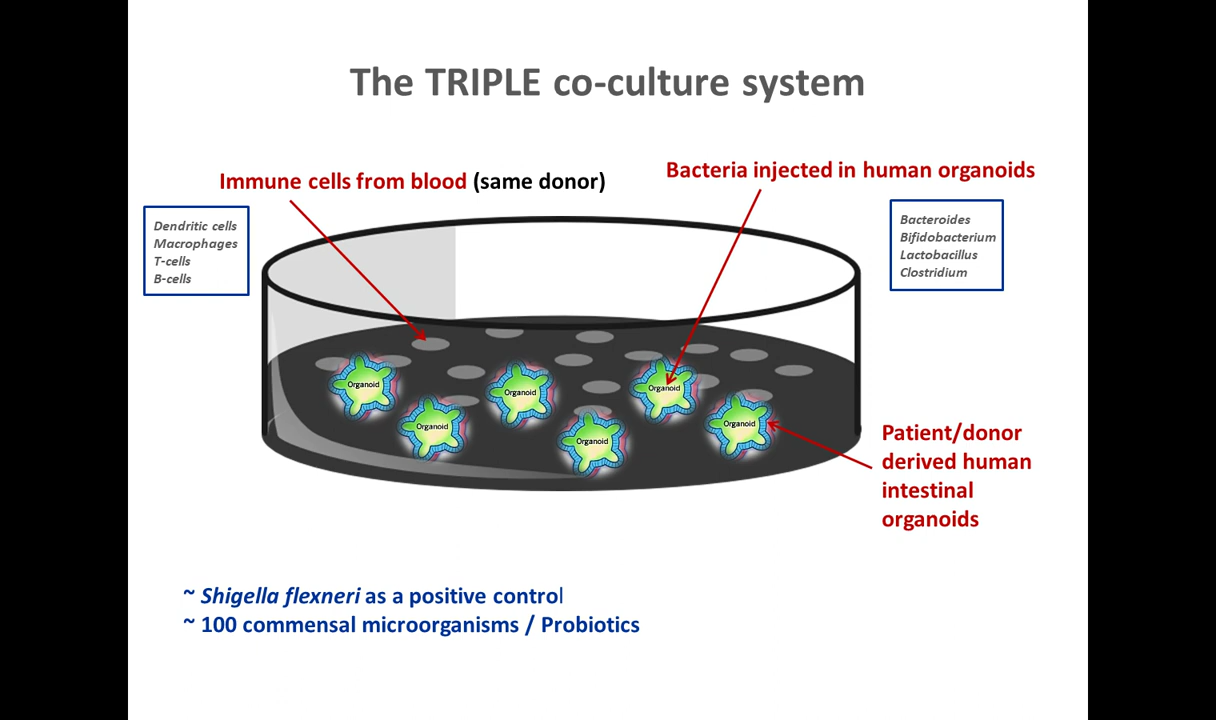 The TRIPLE co-culture system
Immune cells from blood (same donor)
Bacteria injected in human organoids
Dendritic cells
Macrophages
T-cells
B-cells
Bacteroides
Bifidobacterium
Lactobacillus
Clostridium
Organoid
Organoid
Organoid
Organoid
Organoid
Organoid
Patient/donor
derived human
intestinal
organoids
~ Shigella flexneri as a positive control
~ 100 commensal microorganisms / Probiotics